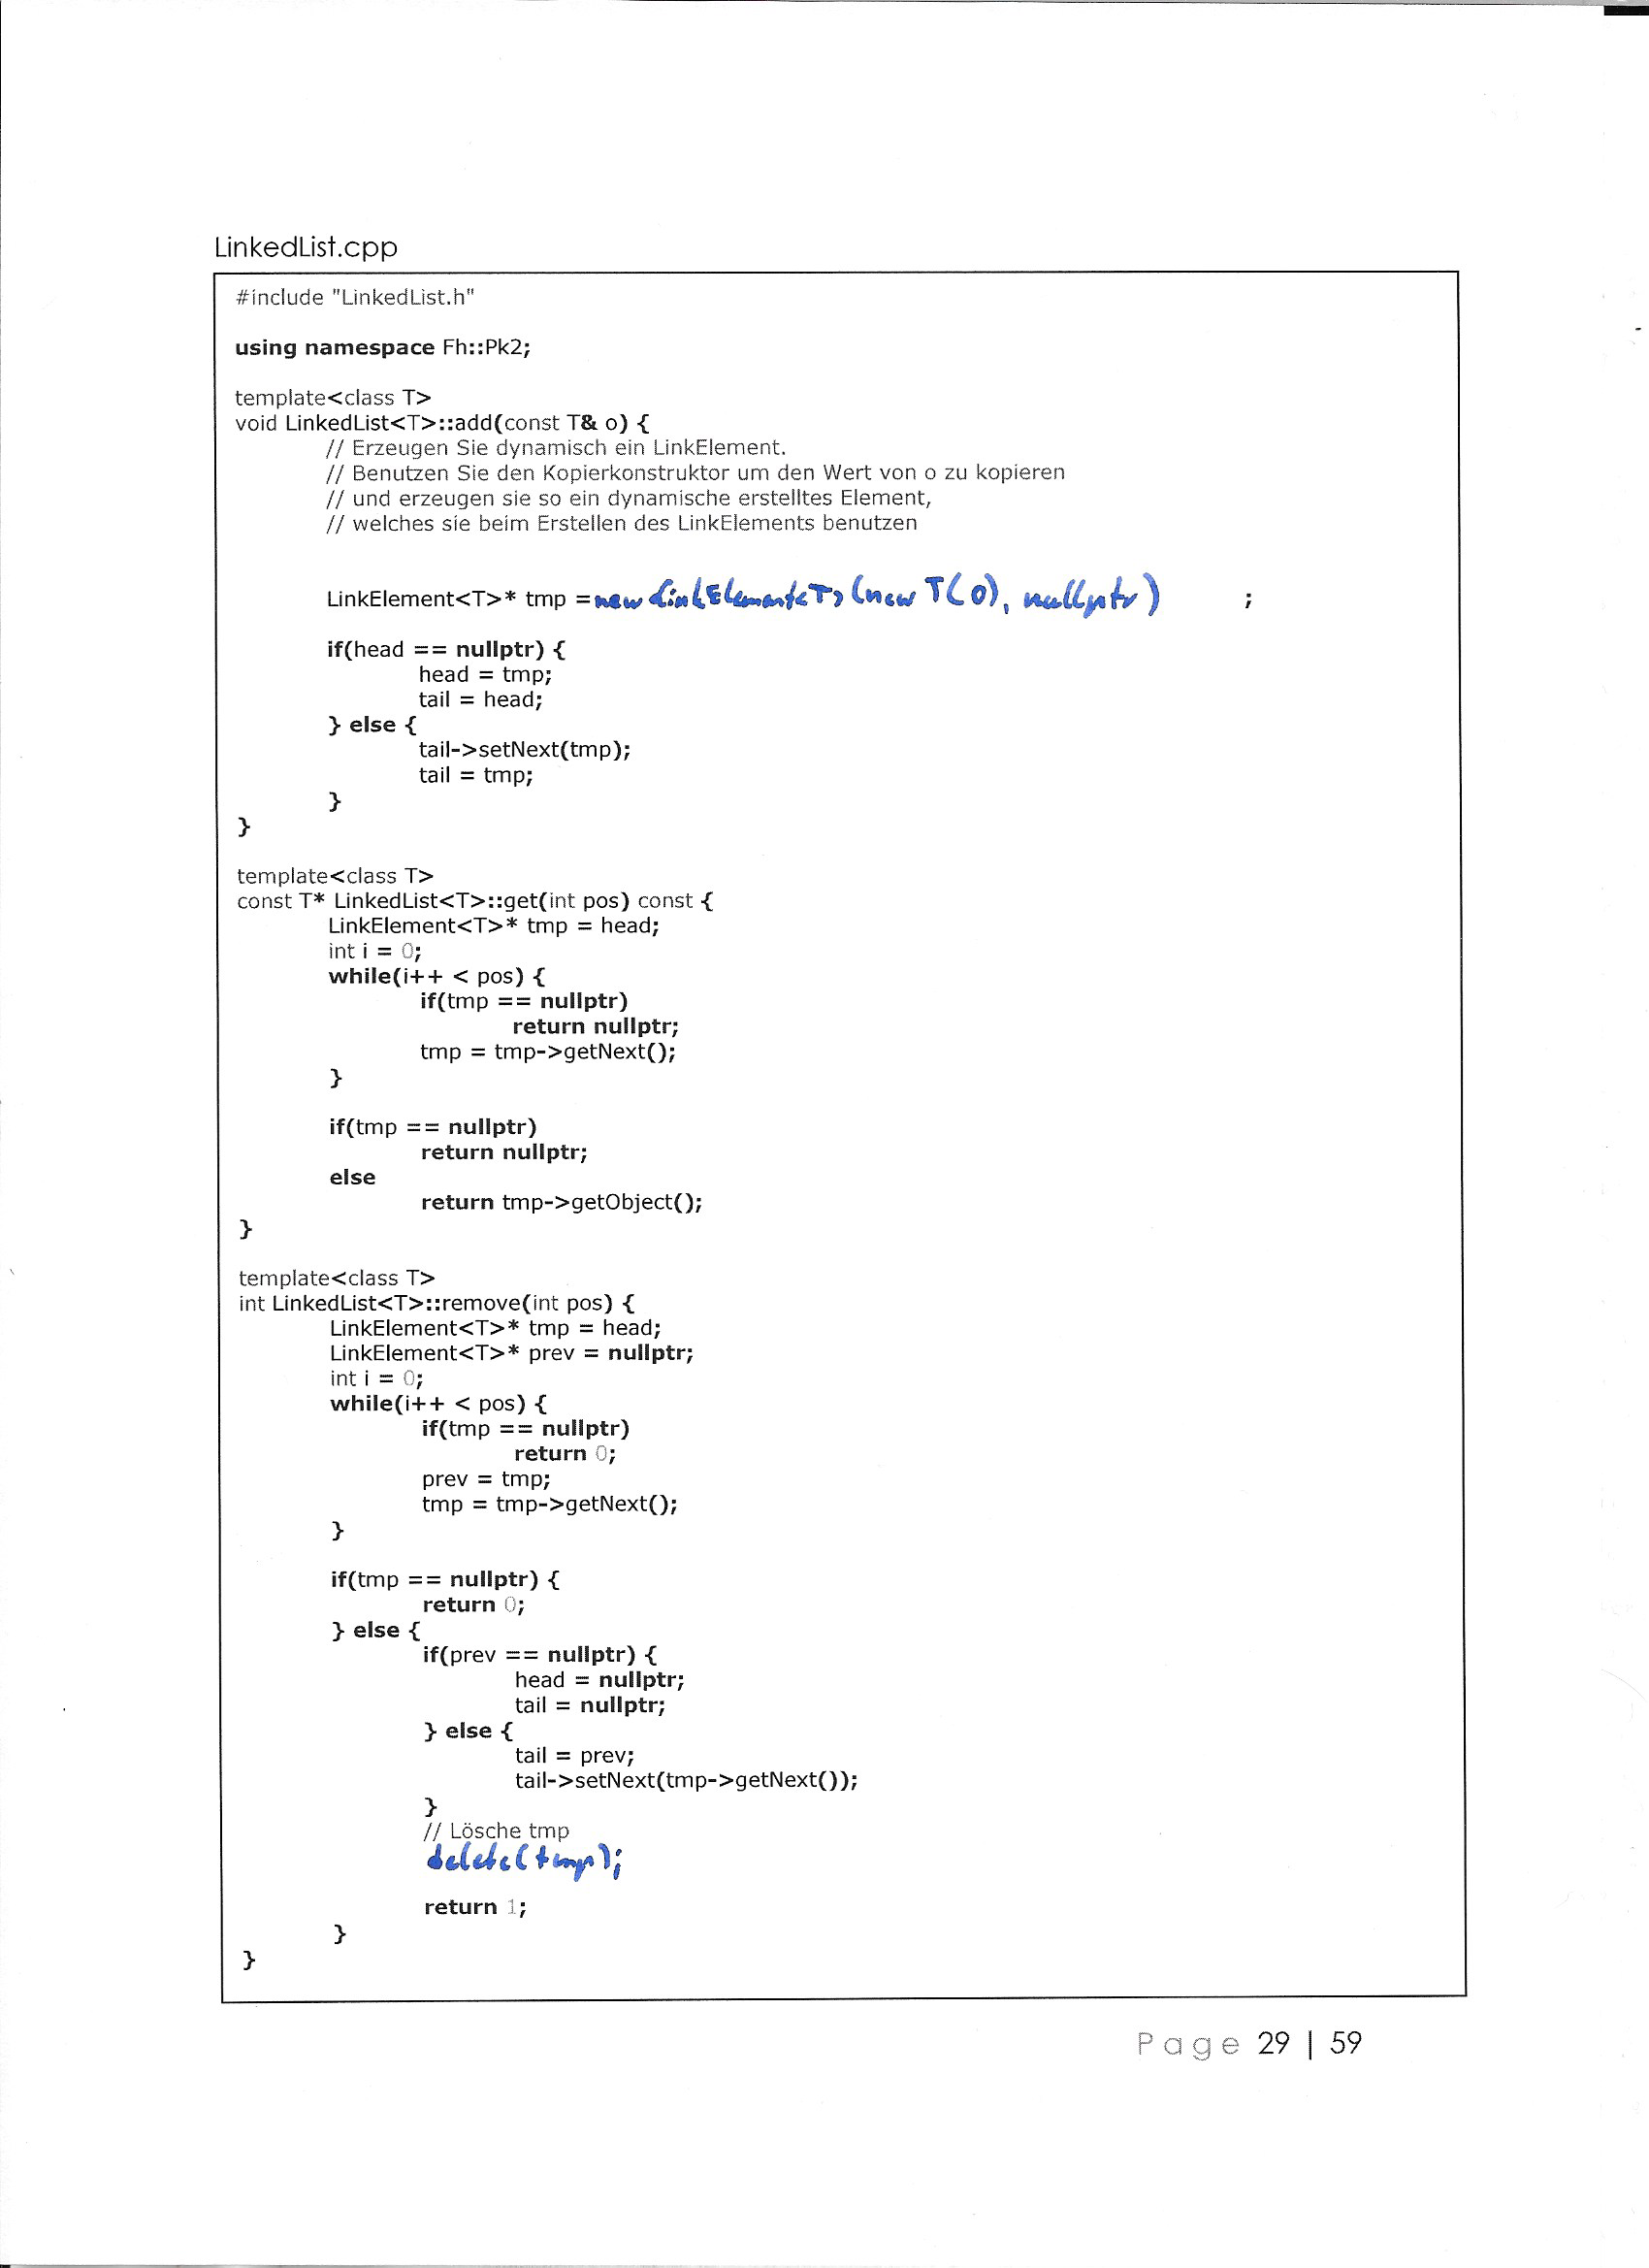 LinkedList.cpp
#include "LinkedList.h"
using namespace Fh::Pk2;
template<class T>
void LinkedList<T>::add(const T& o) {
// Erzeugen Sie dynamisch ein LinkElement.
// Benutzen Sie den Kopierkonstruktor um den Wert von o zu kopieren
// und erzeugen sie so ein dynamische erstelltes Element,
// welches sie beim Erstellen des LinkElements benutzen
LinkElement<T>* tmp = new LinkElement<T>(new T(o), nullptr) ;
if(head == nullptr) {
head = tmp;
tail = head;
} else {
tail->setNext(tmp);
tail = tmp;
}
}
template<class T>
const T* LinkedList<T>::get(int pos) const {
LinkElement<T>* tmp = head;
int i = 0;
while(i++ < pos) {
if(tmp == nullptr)
return nullptr;
tmp = tmp->getNext();
}
if(tmp == nullptr)
return nullptr;
else
return tmp->getObject();
}
template<class T>
int LinkedList<T>::remove(int pos) {
LinkElement<T>* tmp = head;
LinkElement<T>* prev = nullptr;
int i = 0;
while(i++ < pos) {
if(tmp == nullptr)
return 0;
prev = tmp;
tmp = tmp->getNext();
}
if(tmp == nullptr) {
return 0;
} else {
if(prev == nullptr) {
head = nullptr;
tail = nullptr;
} else {
tail = prev;
tail->setNext(tmp->getNext());
}
// Lösche tmp
delete(tmp);
return 1;
}
}
Page 29 | 59